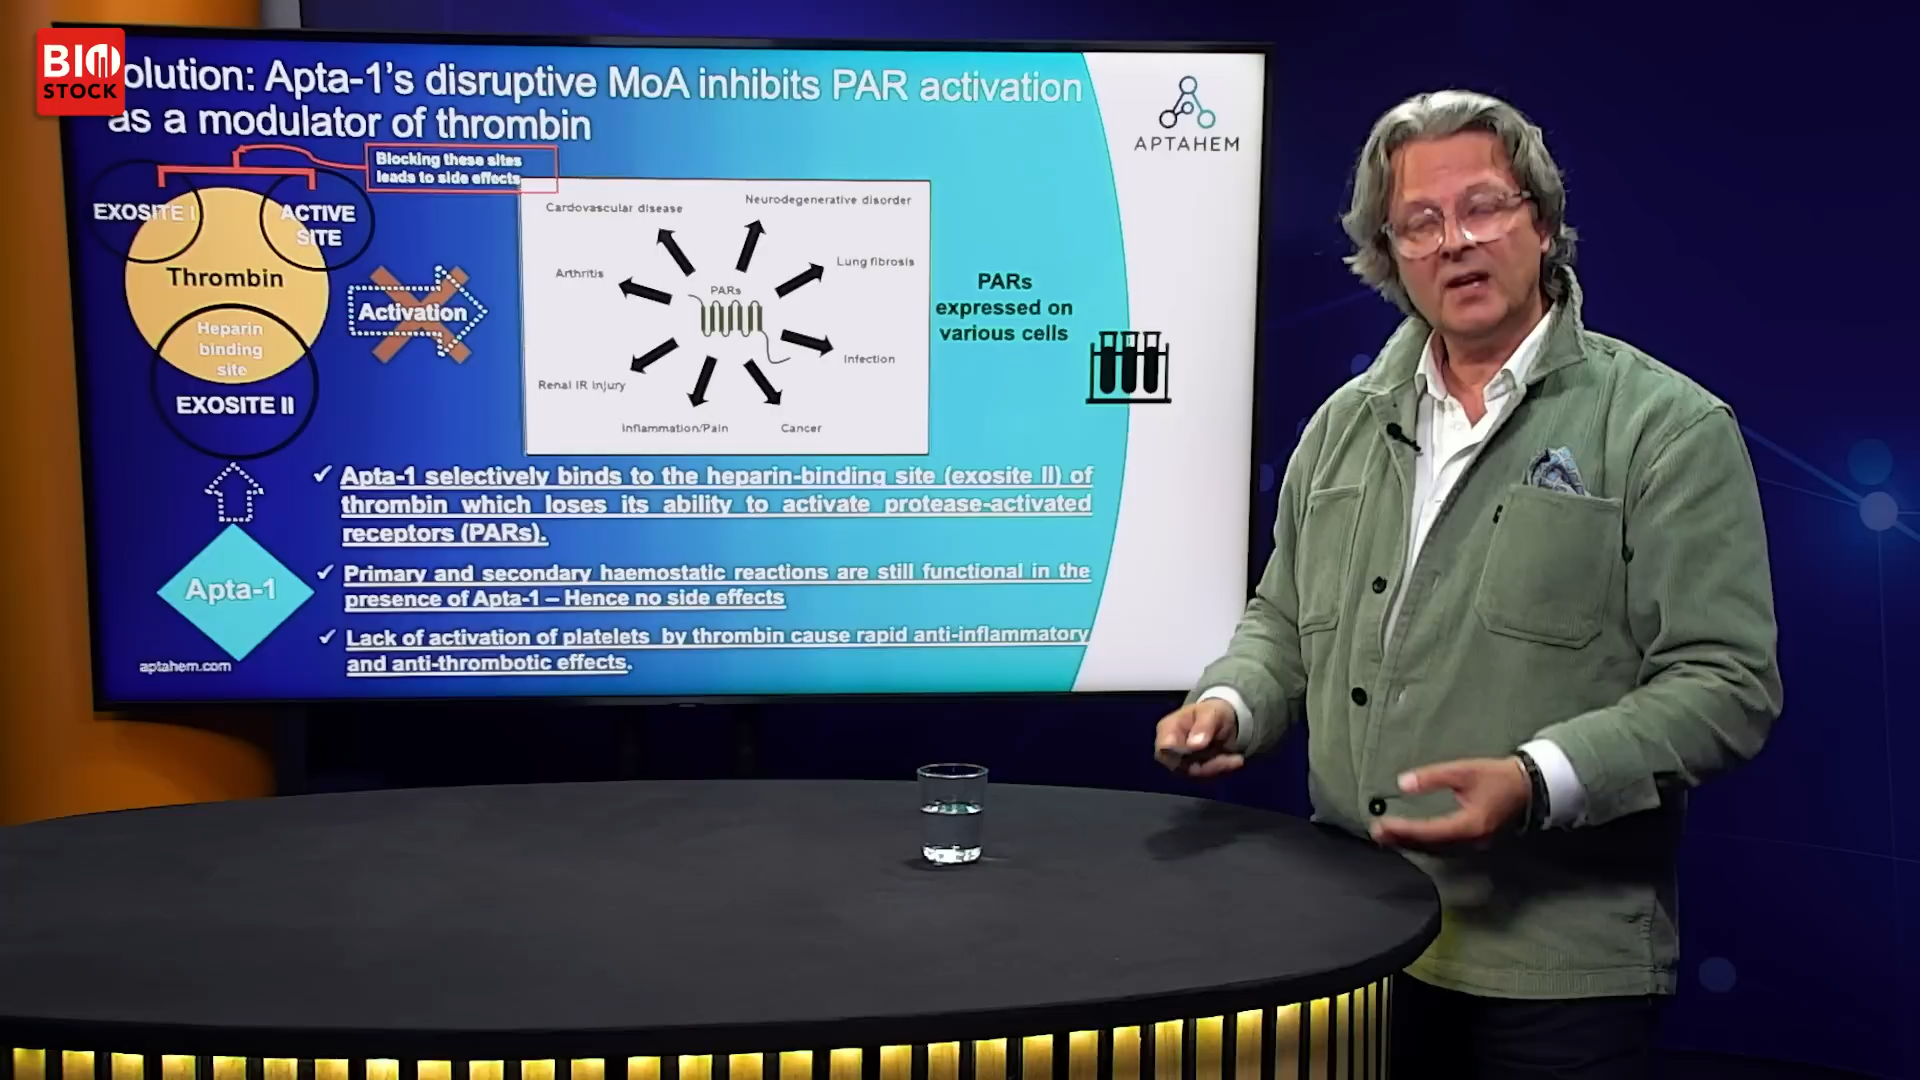 BIO
STOCK
olution: Apta-1's disruptive MoA inhibits PAR activation
as a modulator of thrombin
APTAHEM
Blocking these sites
leads to side effects
EXOSITE I
ACTIVE
SITE
Thrombin
Heparin
binding
site
EXOSITE II
Activation
Cardovascular disease
Neurodegenerative disorder
Arthritis
Lung fibrosis
PARs
Infection
Renal IR Injury
Inflammation/Pain
Cancer
PARs
expressed on
various cells
✓ Apta-1 selectively binds to the heparin-binding site (exosite II) of
thrombin which loses its ability to activate protease-activated
receptors (PARs).
Apta-1
✓ Primary and secondary haemostatic reactions are still functional in the
presence of Apta-1 – Hence no side effects
✓ Lack of activation of platelets by thrombin cause rapid anti-inflammatory
and anti-thrombotic effects.
aptahem.com